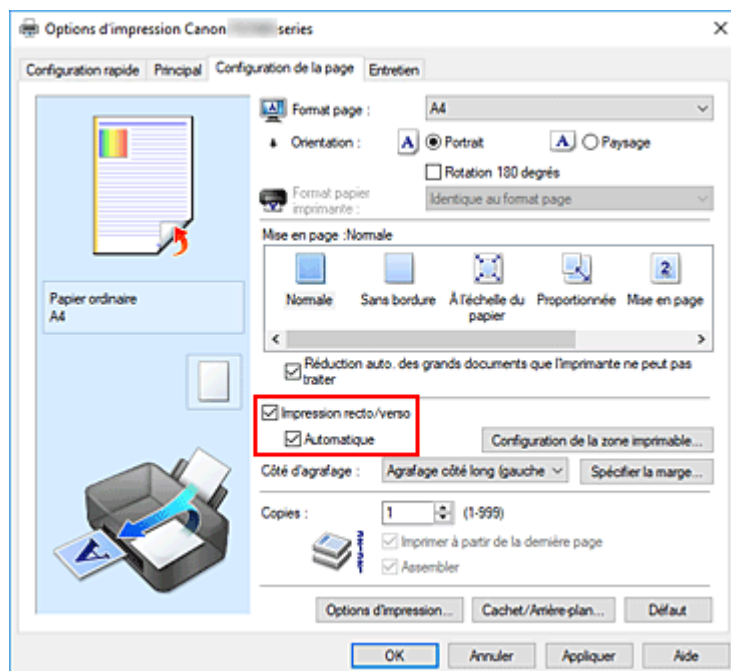 Options d'impression Canon series
Configuration rapide Principal Configuration de la page Entretien
Format page : A4
Orientation : A Portrait A Paysage
Rotation 180 degrés
Format papier
imprimante : Identique au format page
Mise en page :Normale
2
Normale Sans bordure À l'échelle du Proportionnée Mise en page
papier
Papier ordinaire
A4
Réduction auto. des grands documents que l'imprimante ne peut pas
traiter
Impression recto/verso
Automatique Configuration de la zone imprimable...
Côté d'agrafage : Agrafage côté long (gauche Spécifier la marge...
Copies : 1 (1-999)
Imprimer à partir de la dernière page
Assembler
A
Options d'impression... Cachet/Arrière-plan... Défaut
OK Annuler Appliquer Aide